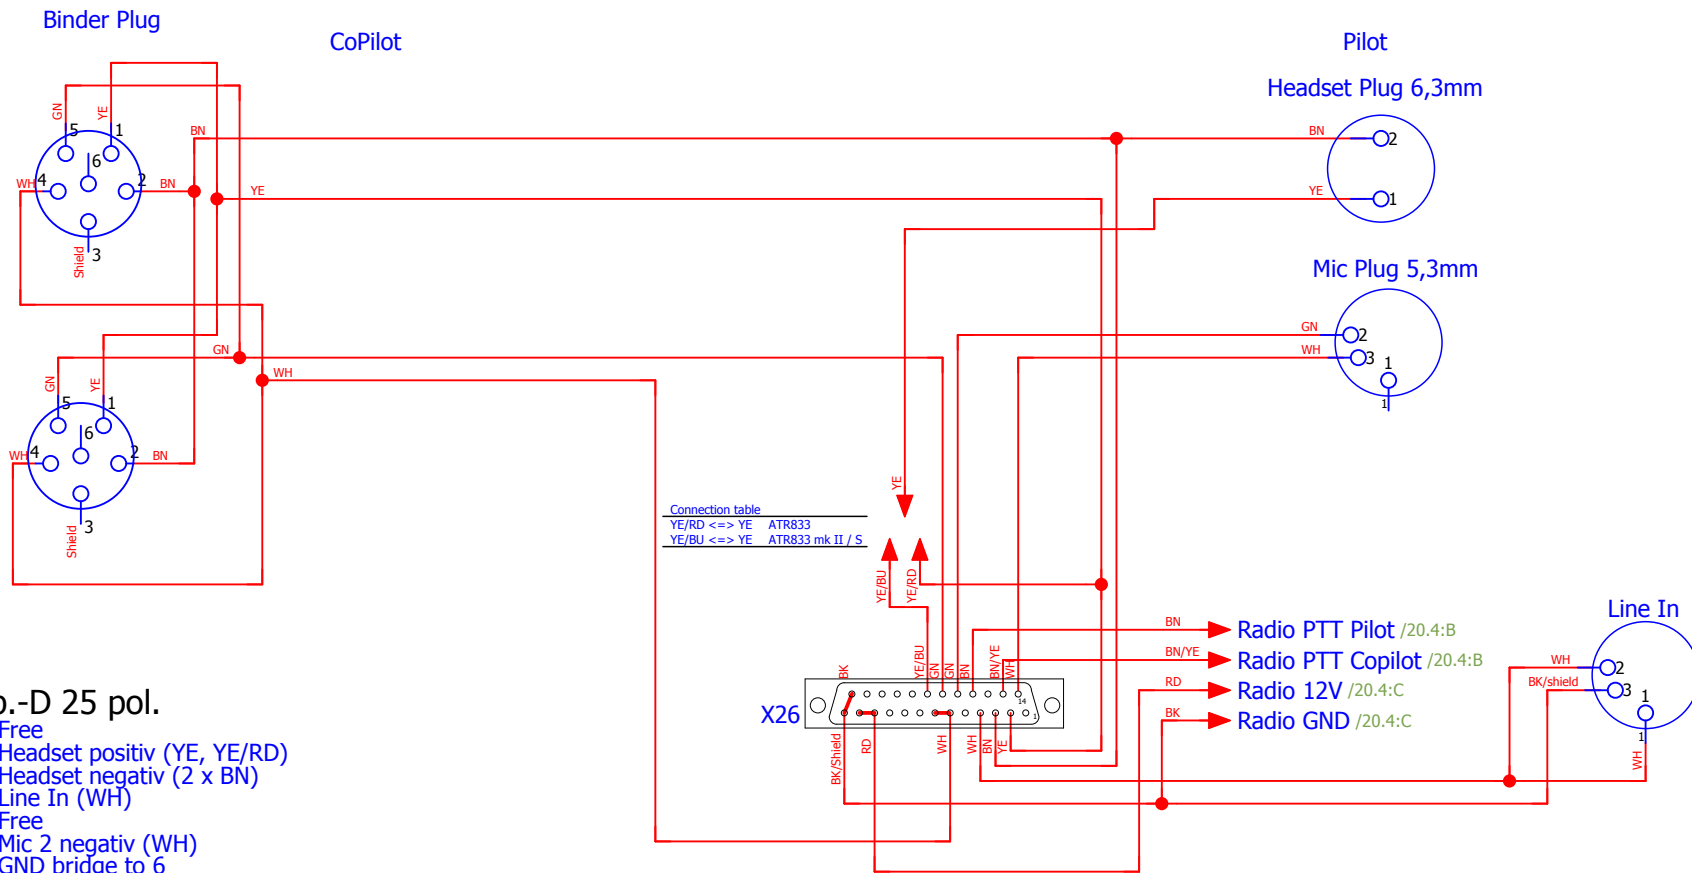 Binder Plug
CoPilot
Pilot
Headset Plug 6,3mm
GN
YE
5
1
BN
BN
2
6
WH
4
2
BN
YE
YE
1
Shield
3
Mic Plug 5,3mm
GN
2
WH
3
1
1
GN
WH
GN
YE
5
1
6
WH
4
2
BN
Shield
3
YE
Connection table
YE/RD <=> YE ATR833
YE/BU <=> YE ATR833 mk II / S
YE/BU
YE/RD
Line In
BN
Radio PTT Pilot /20.4:B
BN/YE
Radio PTT Copilot /20.4:B
RD
Radio 12V /20.4:C
BK
Radio GND /20.4:C
WH
2
BK/shield
3
1
1
WH
BK
YE/BU
GN
GN
BN
BN/YE
WH
X26
14
1
BK/Shield
RD
WH
WH
BN
YE
.-D 25 pol.
Free
Headset positiv (YE, YE/RD)
Headset negativ (2 x BN)
Line In (WH)
Free
Mic 2 negativ (WH)
GND bridge to 6